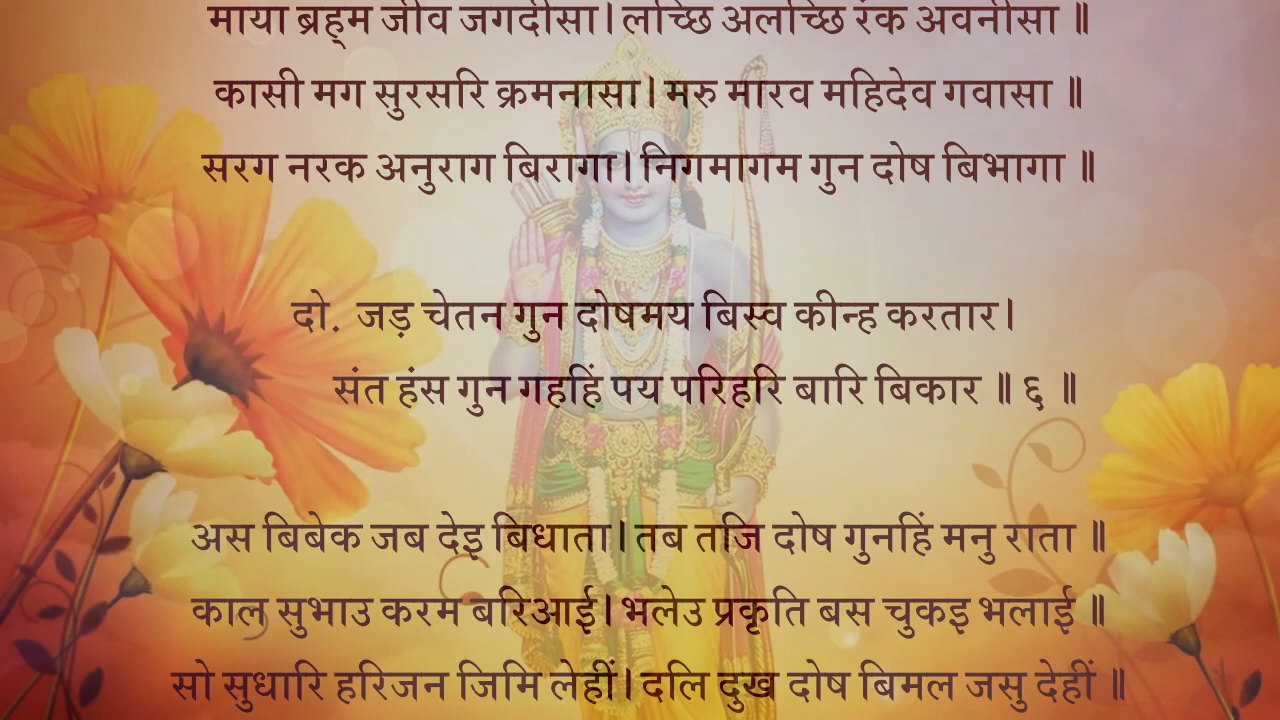 माया ब्रह्म जीव जगदीसा। लच्छि अलच्छि रंक अवनीसा ॥
कासी मग सुरसरि क्रमनासा। मरु मारव महिदेव गवासा ॥
सरग नरक अनुराग बिरागा। निगमागम गुन दोष बिभागा ॥
दो. जड़ चेतन गुन दोषमय बिस्व कीन्ह करतार।
संत हंस गुन गहहिं पय परिहरि बारि बिकार ॥ ६ ॥
अस बिबेक जब देइ बिधाता। तब तजि दोष गुनहिं मनु राता ॥
काल सुभाउ करम बरिआई। भलेउ प्रकृति बस चुकइ भलाई ॥
सो सुधारि हरिजन जिमि लेहीं। दलि दुख दोष बिमल जसु देहीं ॥